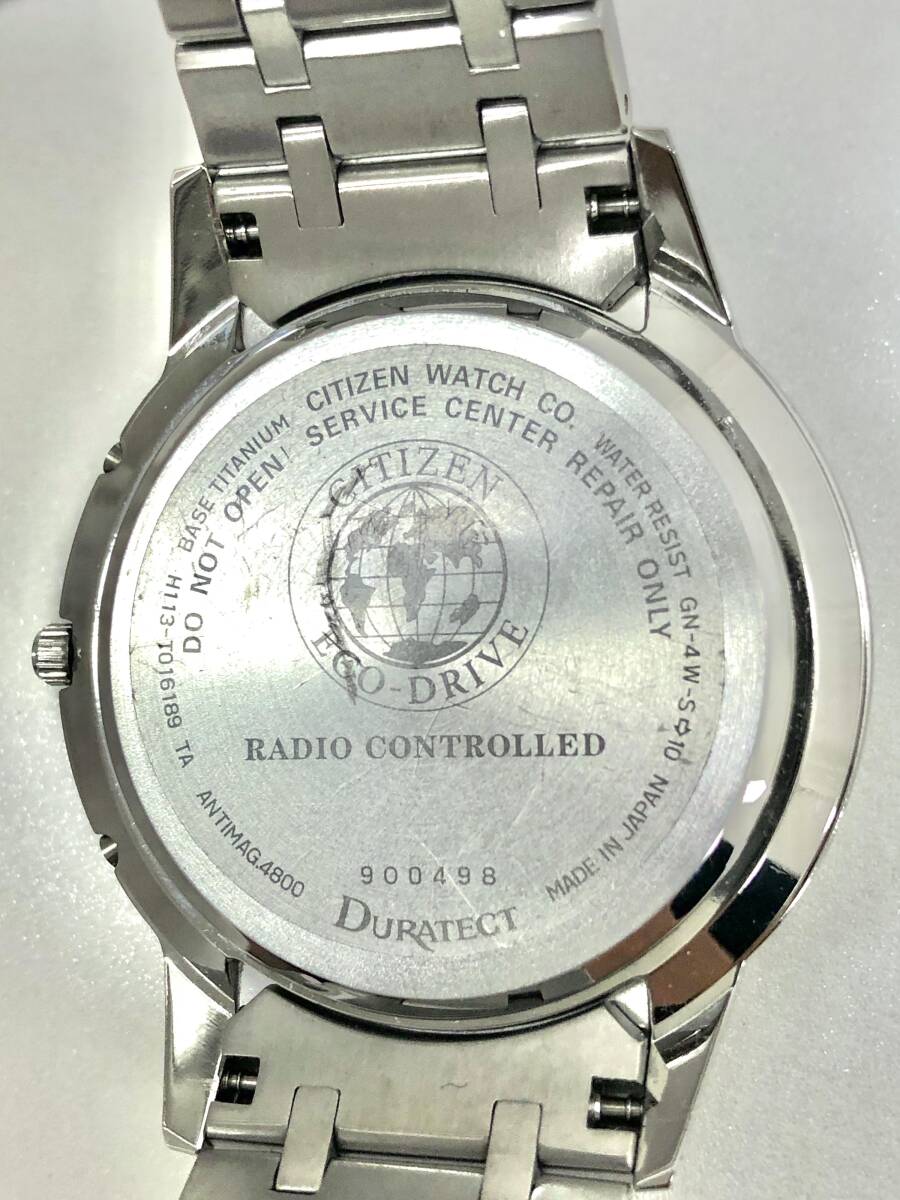 CITIZEN WATCH CO.
WATER RESIST
GN-4W-S 10
MADE IN JAPAN
BASE TITANIUM
H113-T016189 TA
ANTIMAG.4800
DO NOT OPEN! SERVICE CENTER REPAIR ONLY
CITIZEN
ECO-DRIVE
RADIO CONTROLLED
900498
DURATECT